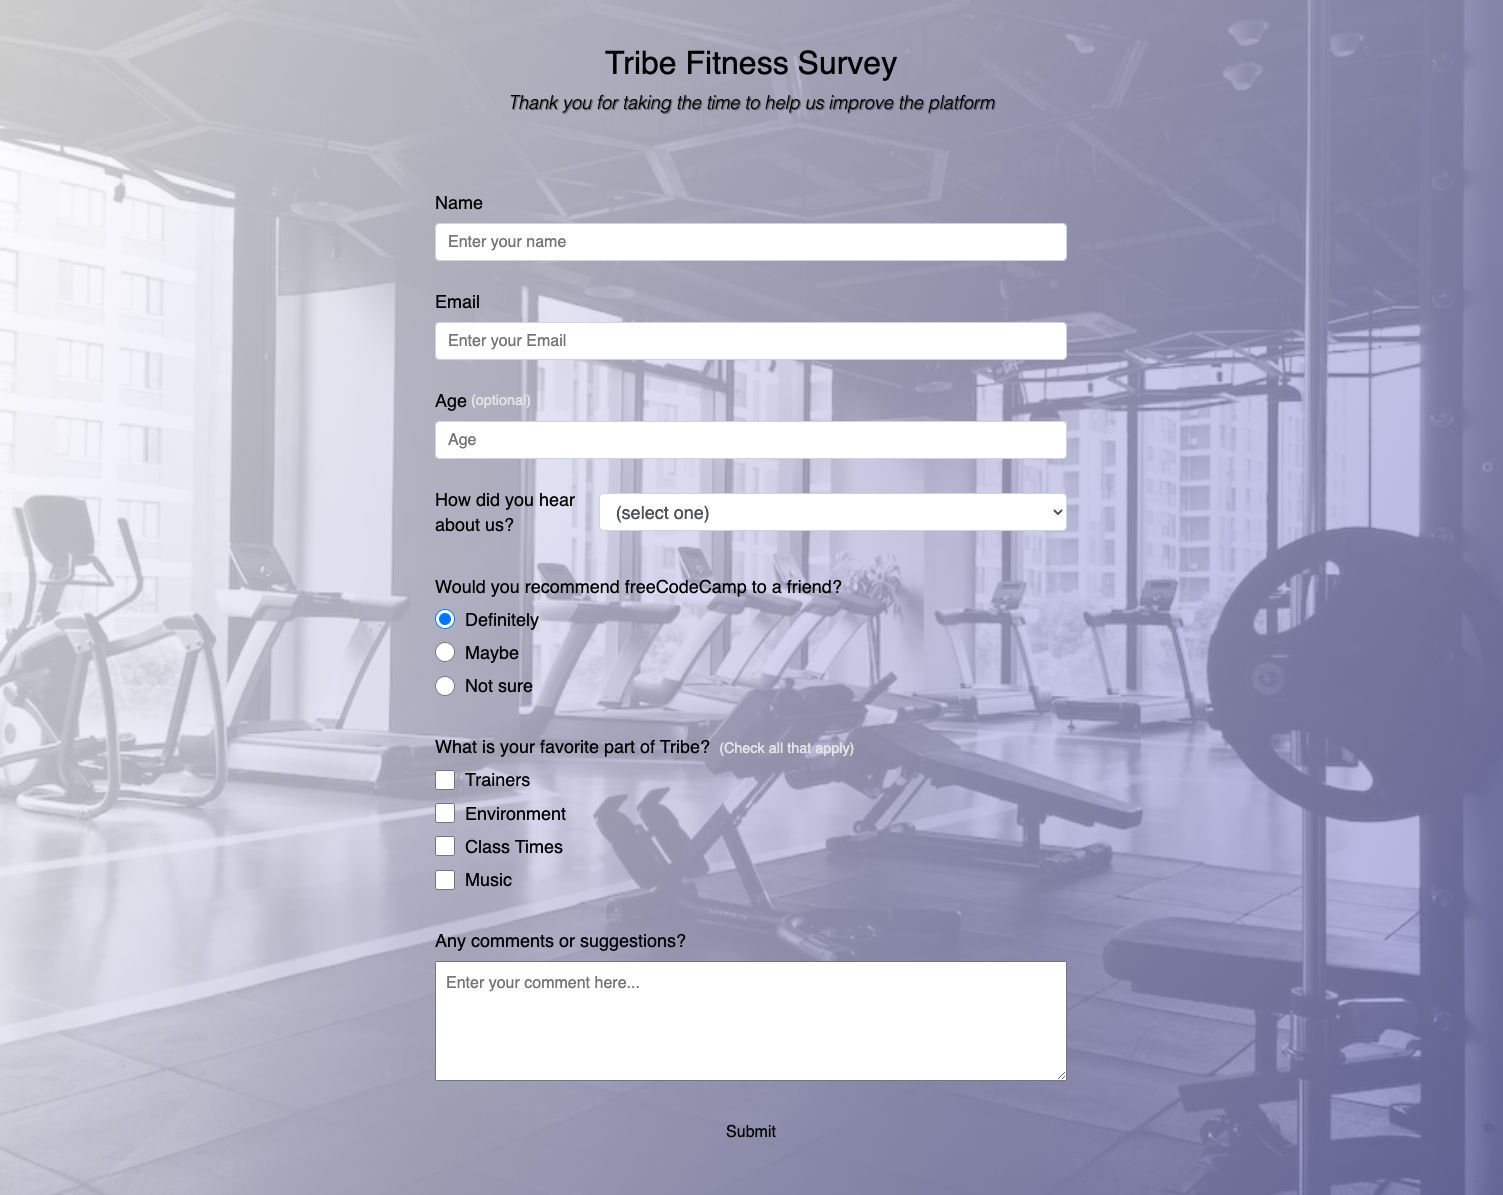 Tribe Fitness Survey
Thank you for taking the time to help us improve the platform
Name
Enter your name
Email
Enter your Email
Age (optional)
Age
How did you hear
about us?
(select one)
Would you recommend freeCodeCamp to a friend?
Definitely
Maybe
Not sure
What is your favorite part of Tribe? (Check all that apply)
Trainers
Environment
Class Times
Music
Any comments or suggestions?
Enter your comment here...
Submit